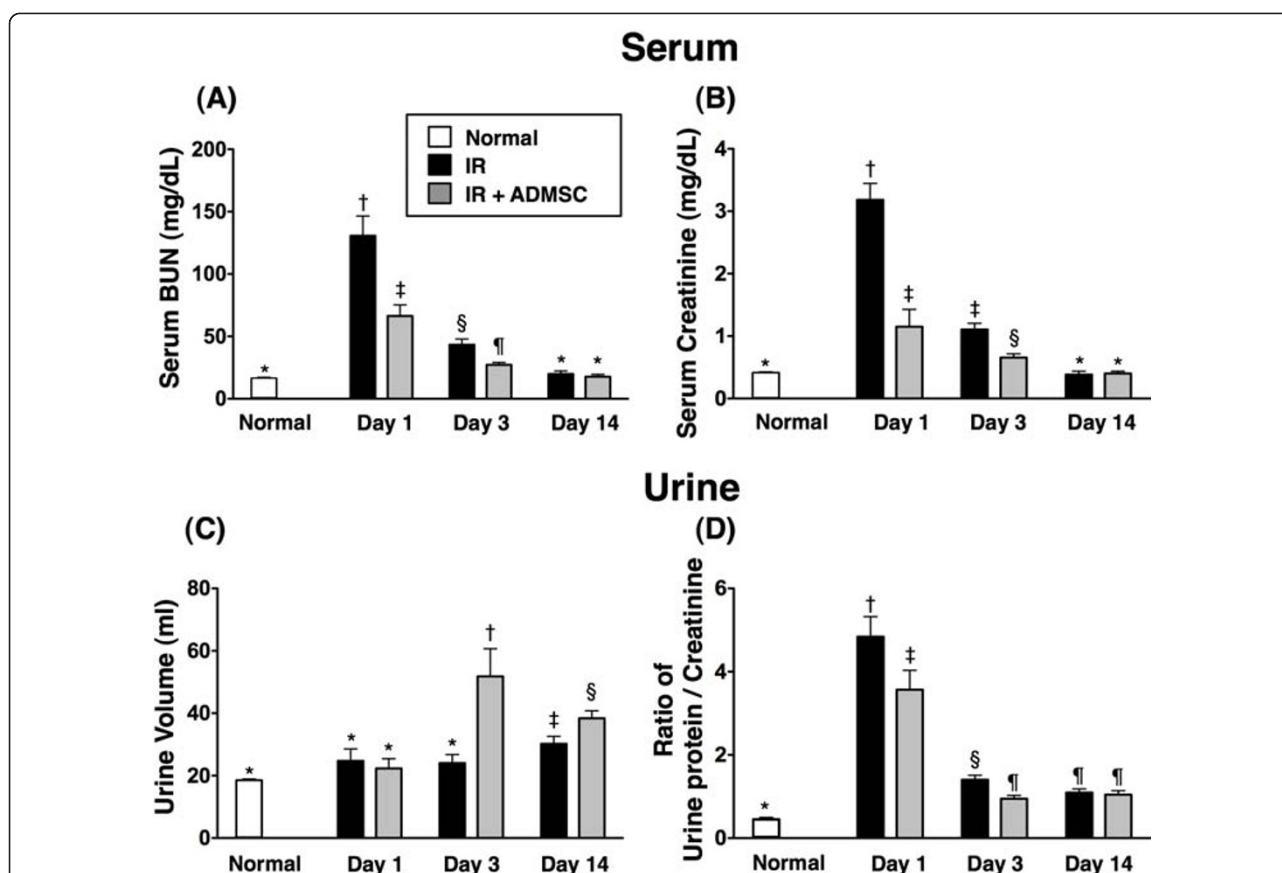 Serum
(A)
Normal
IR
IR + ADMSC
Serum BUN (mg/dL)
200
150
100
50
0
*
†
‡
§
¶
*
*
Normal
Day 1
Day 3
Day 14
(B)
Serum Creatinine (mg/dL)
4
3
2
1
0
*
†
‡
‡
§
*
*
Normal
Day 1
Day 3
Day 14
Urine
(C)
Urine Volume (ml)
80
60
40
20
0
*
*
*
*
†
‡
§
Normal
Day 1
Day 3
Day 14
(D)
Ratio of
Urine protein / Creatinine
6
4
2
0
*
†
‡
§
¶
¶
¶
Normal
Day 1
Day 3
Day 14